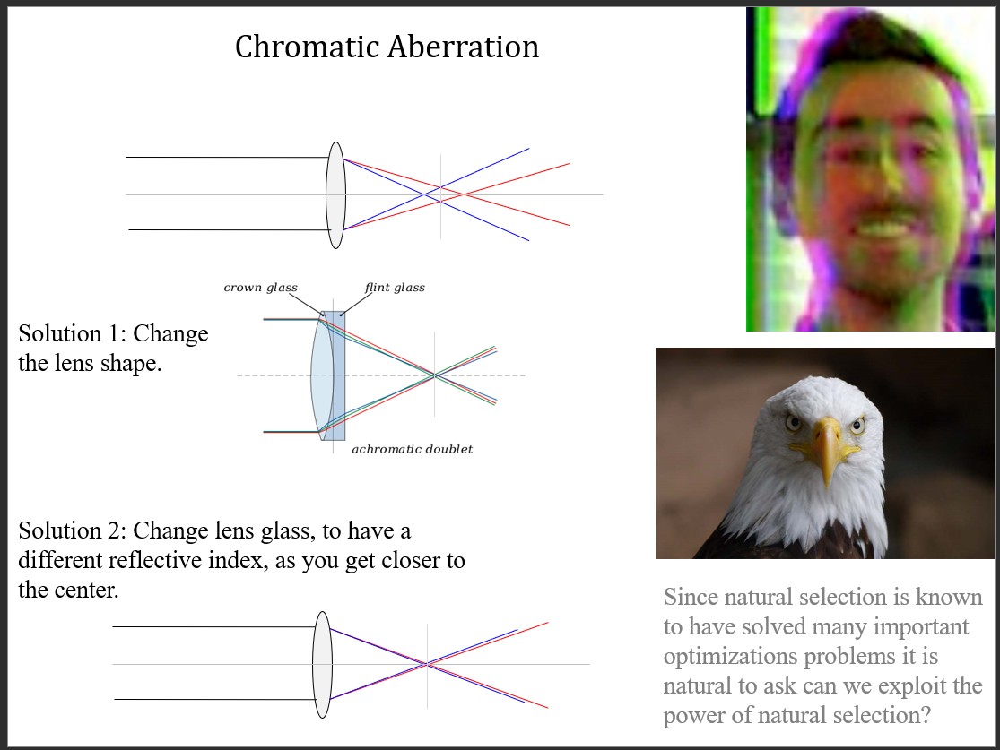 Chromatic Aberration
crown glass
flint glass
Solution 1: Change
the lens shape.
achromatic doublet
Solution 2: Change lens glass, to have a
different reflective index, as you get closer to
the center.
Since natural selection is known
to have solved many important
optimizations problems it is
natural to ask can we exploit the
power of natural selection?